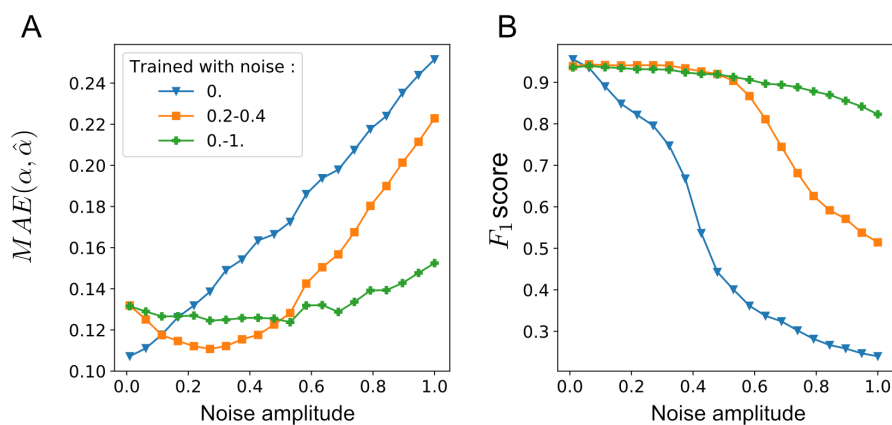 A
B
Trained with noise :
0.
0.2-0.4
0.-1.
MAE(α, α̂)
0.24
0.22
0.20
0.18
0.16
0.14
0.12
0.10
0.0 0.2 0.4 0.6 0.8 1.0
Noise amplitude
F₁ score
0.9
0.8
0.7
0.6
0.5
0.4
0.3
0.0 0.2 0.4 0.6 0.8 1.0
Noise amplitude